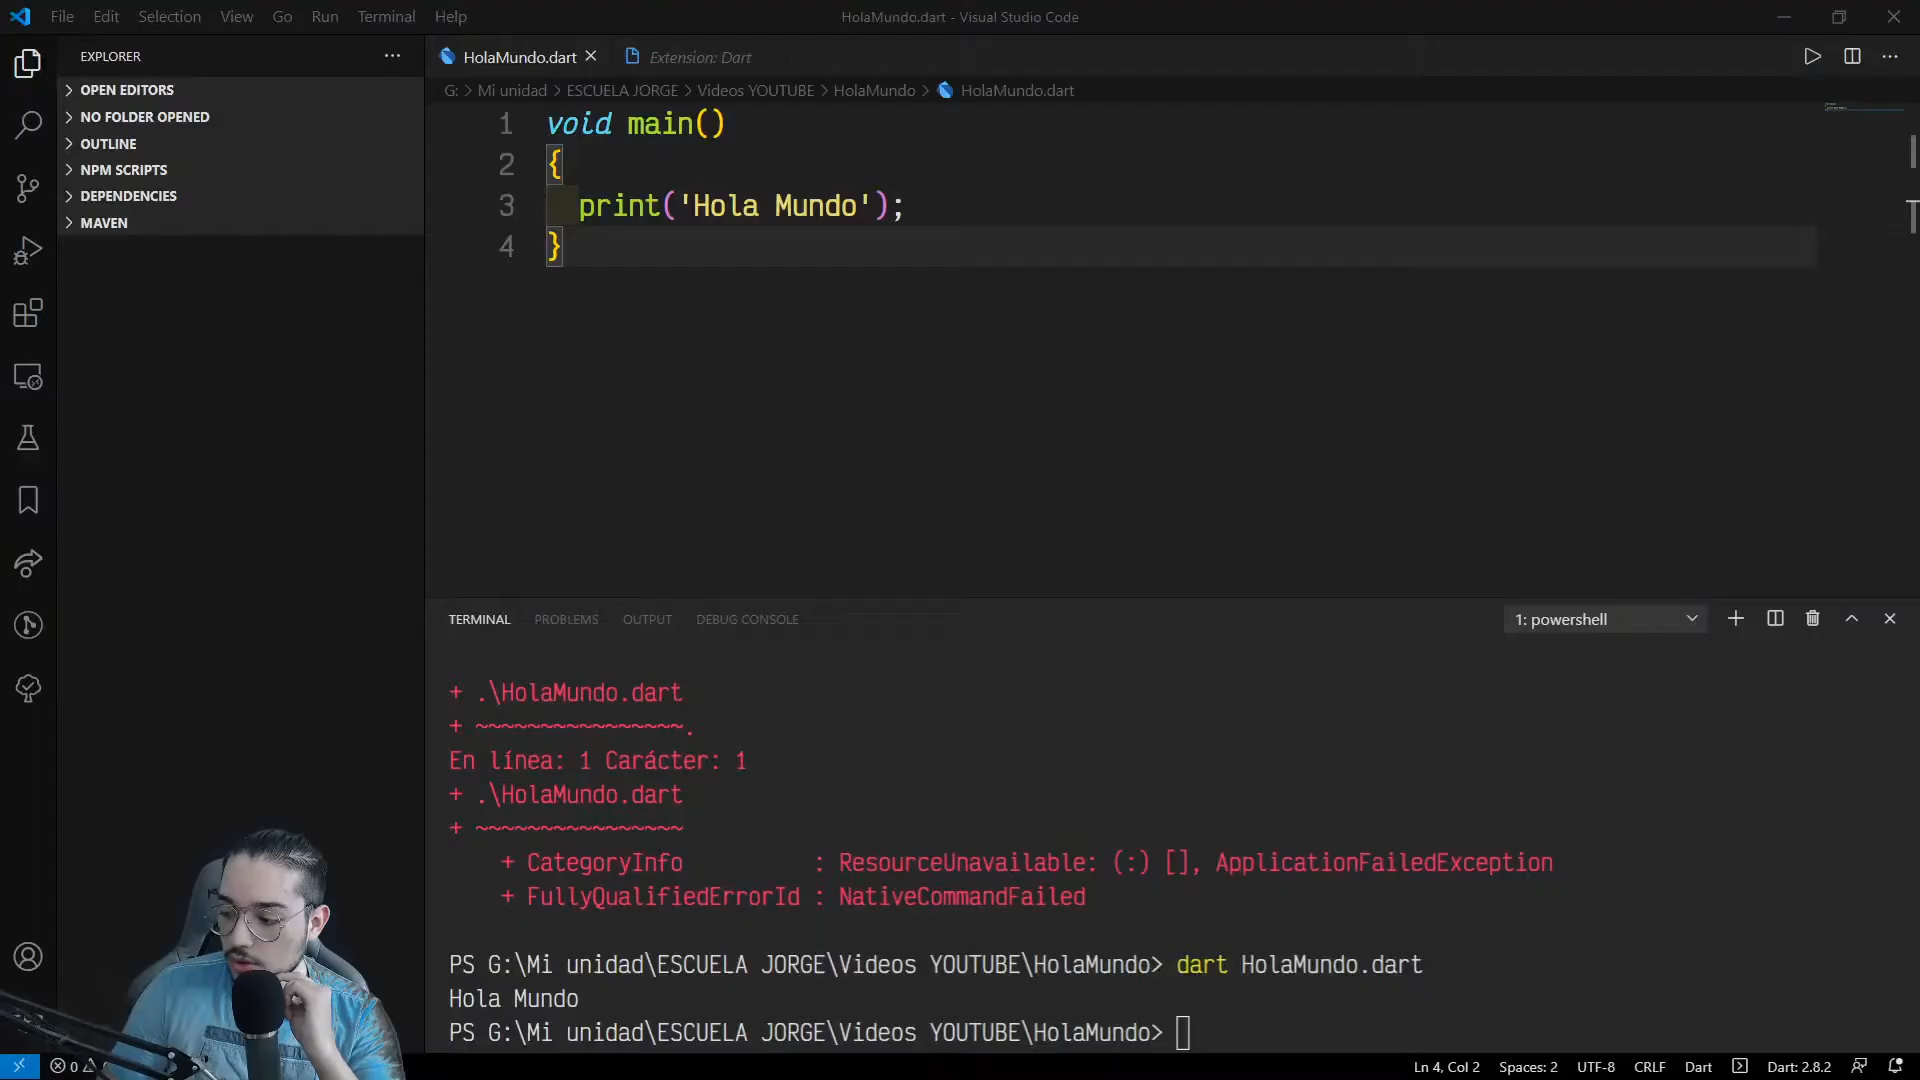 File Edit Selection View Go Run Terminal Help
HolaMundo.dart - Visual Studio Code
EXPLORER
OPEN EDITORS
NO FOLDER OPENED
OUTLINE
NPM SCRIPTS
DEPENDENCIES
MAVEN
HolaMundo.dart
Extension: Dart
G: > Mi unidad > ESCUELA JORGE > Videos YOUTUBE > HolaMundo > HolaMundo.dart
1 void main()
2 {
3 print('Hola Mundo');
4 }
TERMINAL PROBLEMS OUTPUT DEBUG CONSOLE
1: powershell
+ .\HolaMundo.dart
+ ~~~~~~~~~~~~~~~~.
En línea: 1 Carácter: 1
+ .\HolaMundo.dart
+ ~~~~~~~~~~~~~~~~
+ CategoryInfo : ResourceUnavailable: (:) [], ApplicationFailedException
+ FullyQualifiedErrorId : NativeCommandFailed
PS G:\Mi unidad\ESCUELA JORGE\Videos YOUTUBE\HolaMundo> dart HolaMundo.dart
Hola Mundo
PS G:\Mi unidad\ESCUELA JORGE\Videos YOUTUBE\HolaMundo>
0
Ln 4, Col 2 Spaces: 2 UTF-8 CRLF Dart Dart: 2.8.2